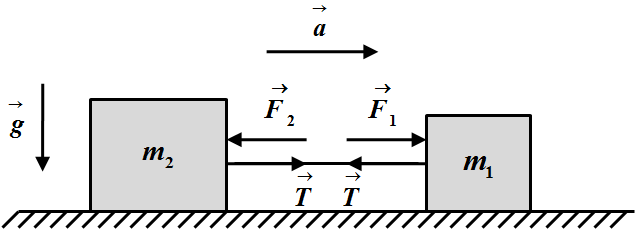 a
g
F₂ F₁
m₂ m₁
T T